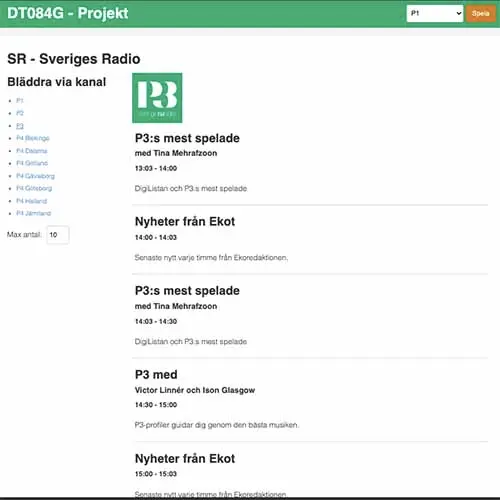 DT084G - Projekt
P1
Spela
SR - Sveriges Radio
Bläddra via kanal
P1
P2
P3
P4 Blekinge
P4 Dalarna
P4 Gotland
P4 Gävleborg
P4 Göteborg
P4 Halland
P4 Jämtland
Max antal: 10
P3
sverigesradio
P3:s mest spelade
med Tina Mehrafzoon
13:03 - 14:00
DigiListan och P3:s mest spelade
Nyheter från Ekot
14:00 - 14:03
Senaste nytt varje timme från Ekoredaktionen.
P3:s mest spelade
med Tina Mehrafzoon
14:03 - 14:30
DigiListan och P3:s mest spelade
P3 med
Victor Linnér och Ison Glasgow
14:30 - 15:00
P3-profiler guidar dig genom den bästa musiken.
Nyheter från Ekot
15:00 - 15:03
Senaste nytt varje timme från Ekoredaktionen.